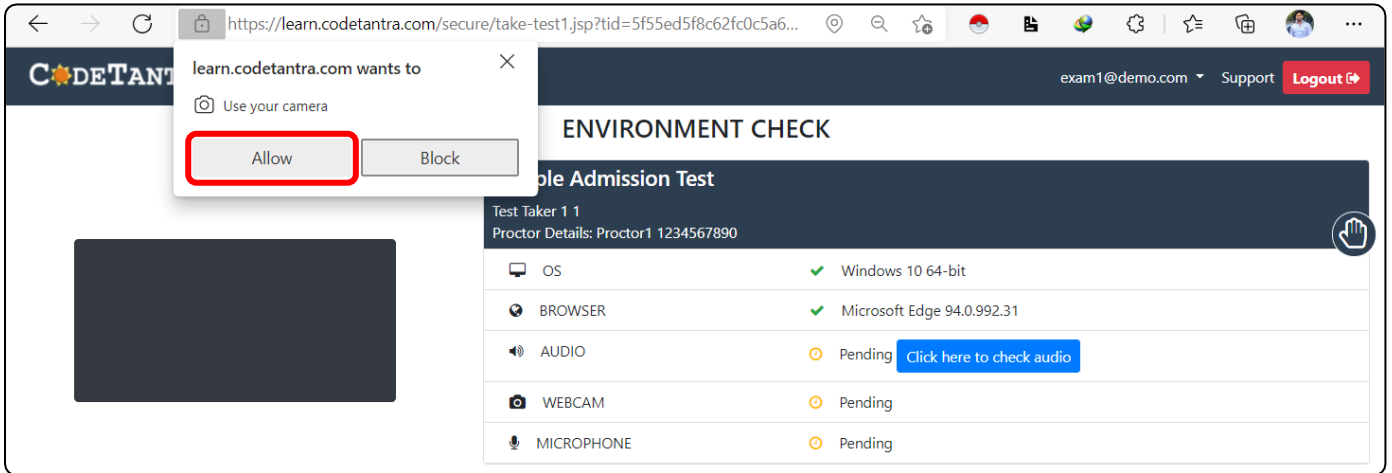 https://learn.codetantra.com/secure/take-test1.jsp?tid=5f55ed5f8c62fc0c5a6...
CODETANT
exam1@demo.com Support Logout
learn.codetantra.com wants to
Use your camera
Allow Block
ENVIRONMENT CHECK
ple Admission Test
Test Taker 1 1
Proctor Details: Proctor1 1234567890
OS Windows 10 64-bit
BROWSER Microsoft Edge 94.0.992.31
AUDIO Pending Click here to check audio
WEBCAM Pending
MICROPHONE Pending